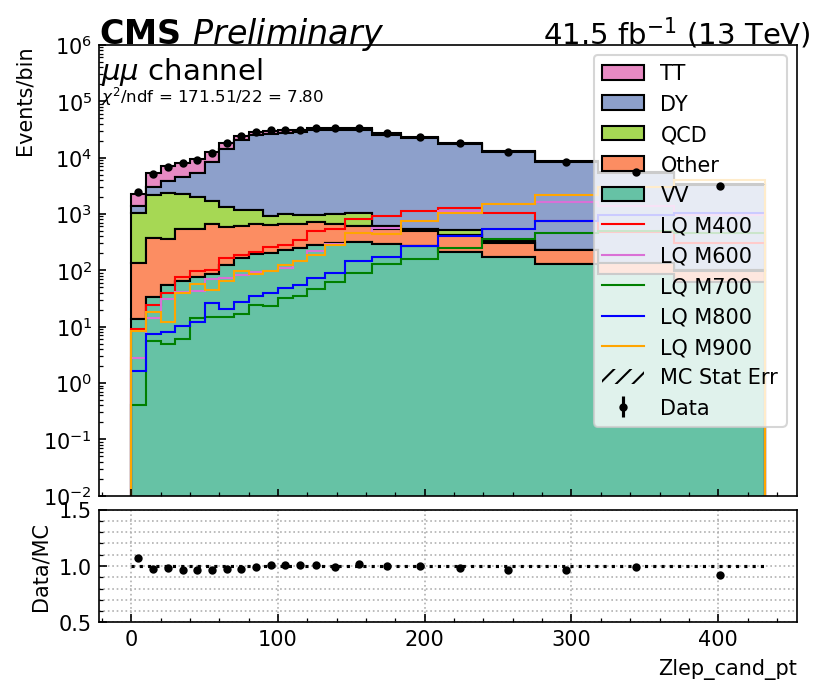 CMS Preliminary
41.5 fb⁻¹ (13 TeV)
μμ channel
χ²/ndf = 171.51/22 = 7.80
Events/bin
10⁶
10⁵
10⁴
10³
10²
10¹
10⁰
10⁻¹
10⁻²
TT
DY
QCD
Other
VV
LQ M400
LQ M600
LQ M700
LQ M800
LQ M900
MC Stat Err
Data
Data/MC
1.5
1.0
0.5
0
100
200
300
400
Zlep_cand_pt